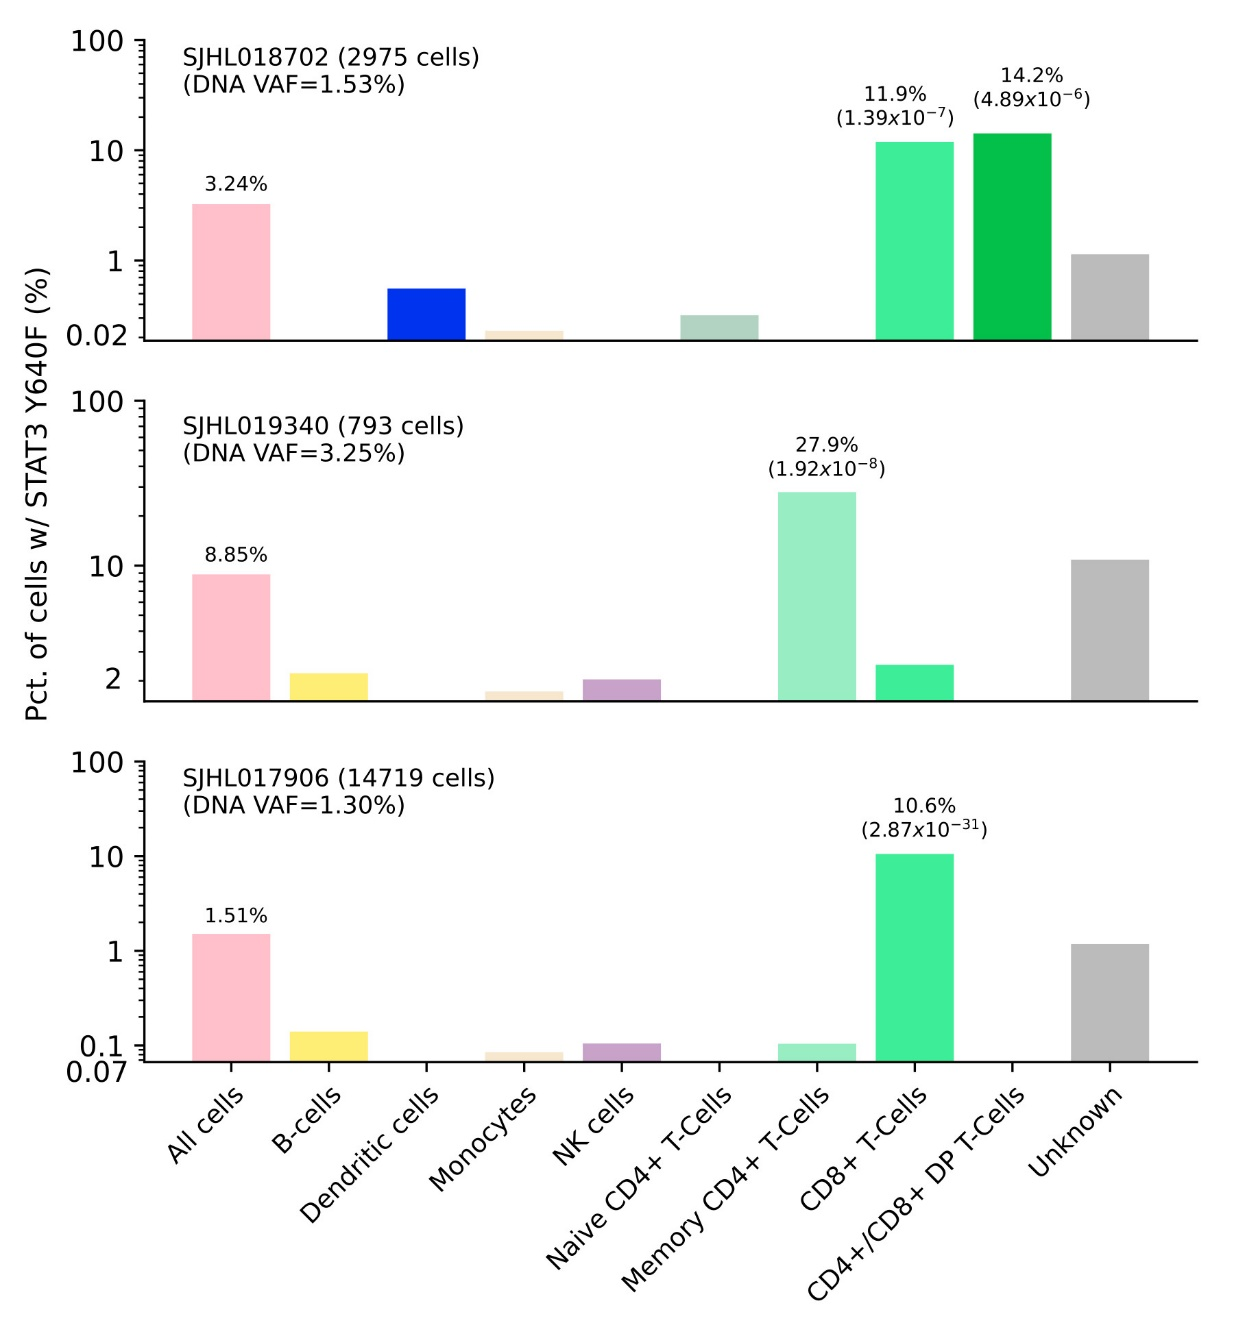 Pct. of cells w/ STAT3 Y640F (%)
100
10
1
0.02
SJHL018702 (2975 cells)
(DNA VAF=1.53%)
3.24%
11.9%
(1.39x10⁻⁷)
14.2%
(4.89x10⁻⁶)
100
10
2
SJHL019340 (793 cells)
(DNA VAF=3.25%)
8.85%
27.9%
(1.92x10⁻⁸)
100
10
1
0.1
0.07
SJHL017906 (14719 cells)
(DNA VAF=1.30%)
1.51%
10.6%
(2.87x10⁻³¹)
All cells
B-cells
Dendritic cells
Monocytes
NK cells
Naive CD4+ T-Cells
Memory CD4+ T-Cells
CD8+ T-Cells
CD4+/CD8+ DP T-Cells
Unknown